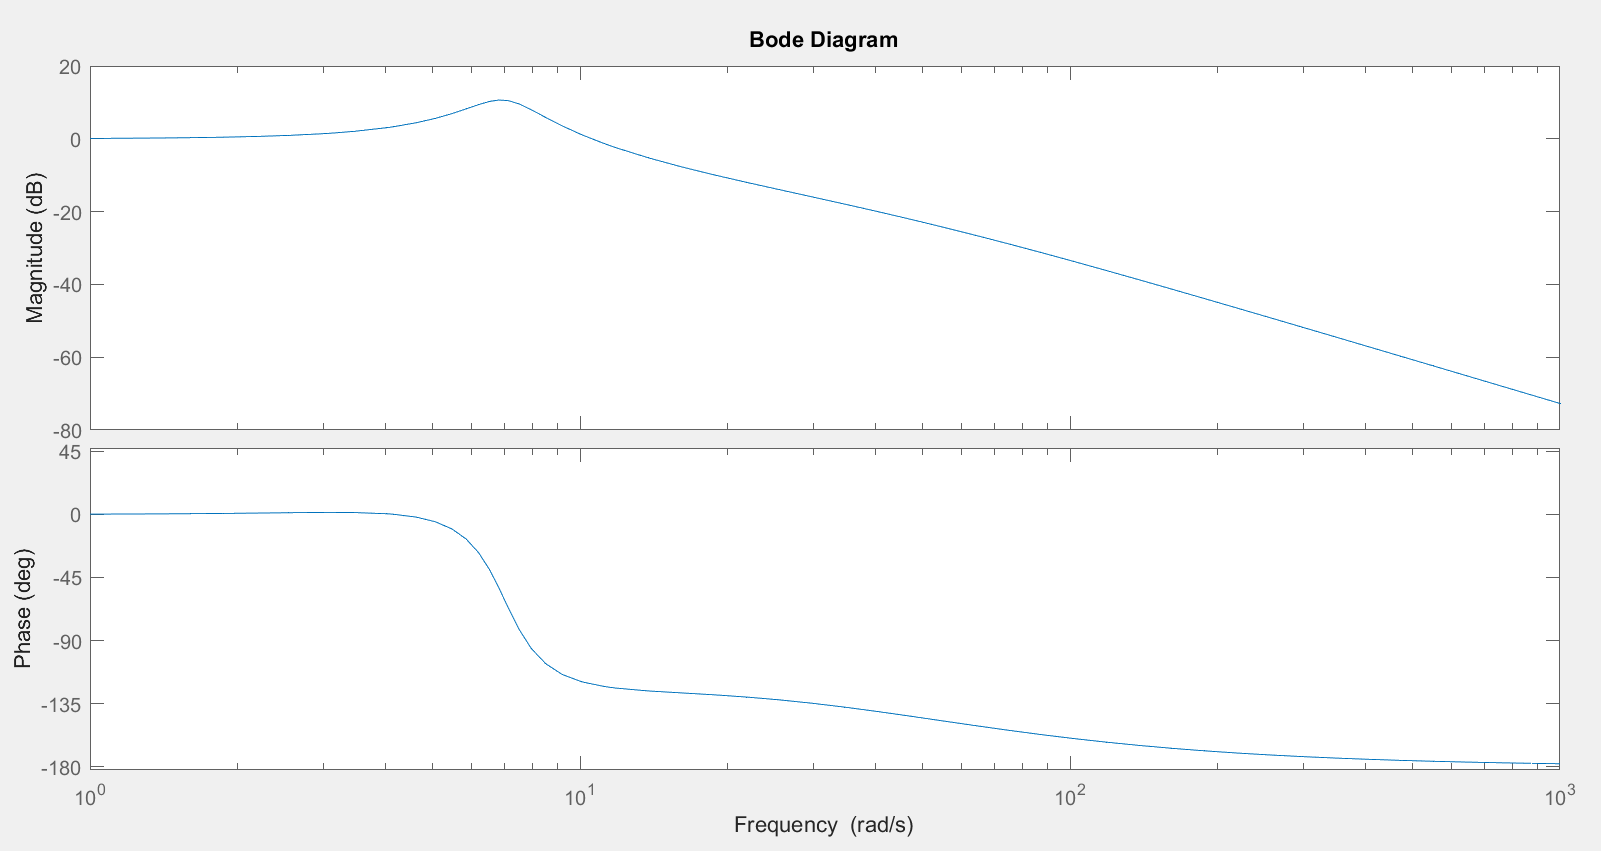 Bode Diagram
Magnitude (dB)
20
0
-20
-40
-60
-80
Phase (deg)
45
0
-45
-90
-135
-180
10^0 10^1 10^2 10^3
Frequency (rad/s)